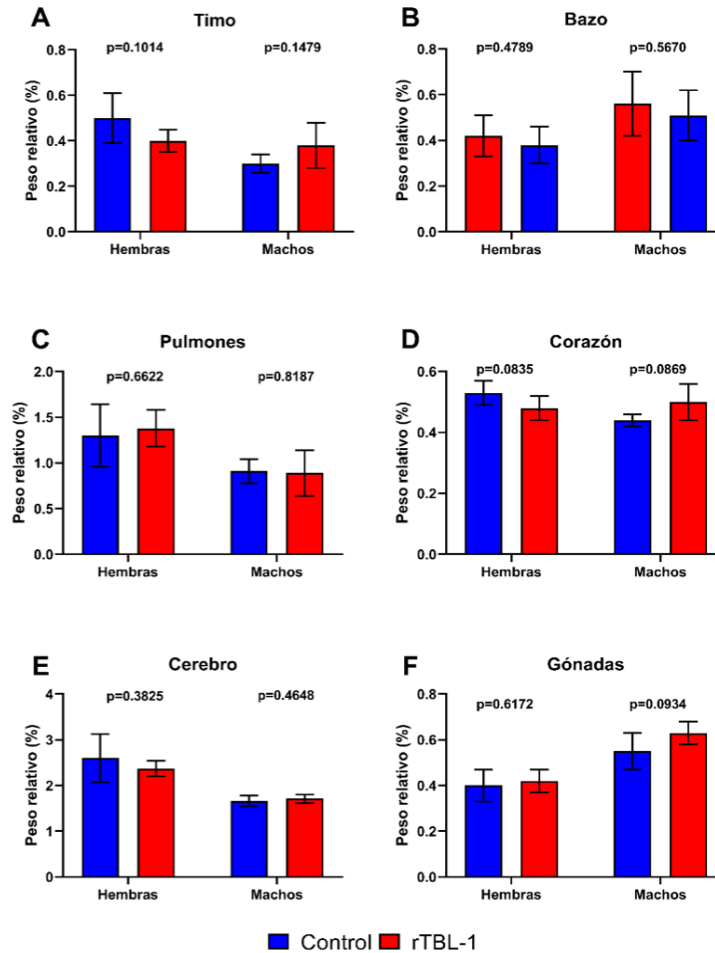 A
Timo
p=0.1014
p=0.1479
Peso relativo (%)
0.8
0.6
0.4
0.2
0.0
Hembras
Machos
B
Bazo
p=0.4789
p=0.5670
Peso relativo (%)
0.8
0.6
0.4
0.2
0.0
Hembras
Machos
C
Pulmones
p=0.6622
p=0.8187
Peso relativo (%)
2.0
1.5
1.0
0.5
0.0
Hembras
Machos
D
Corazón
p=0.0835
p=0.0869
Peso relativo (%)
0.6
0.4
0.2
0.0
Hembras
Machos
E
Cerebro
p=0.3825
p=0.4648
Peso relativo (%)
4
3
2
1
0
Hembras
Machos
F
Gónadas
p=0.6172
p=0.0934
Peso relativo (%)
0.8
0.6
0.4
0.2
0.0
Hembras
Machos
Control rTBL-1